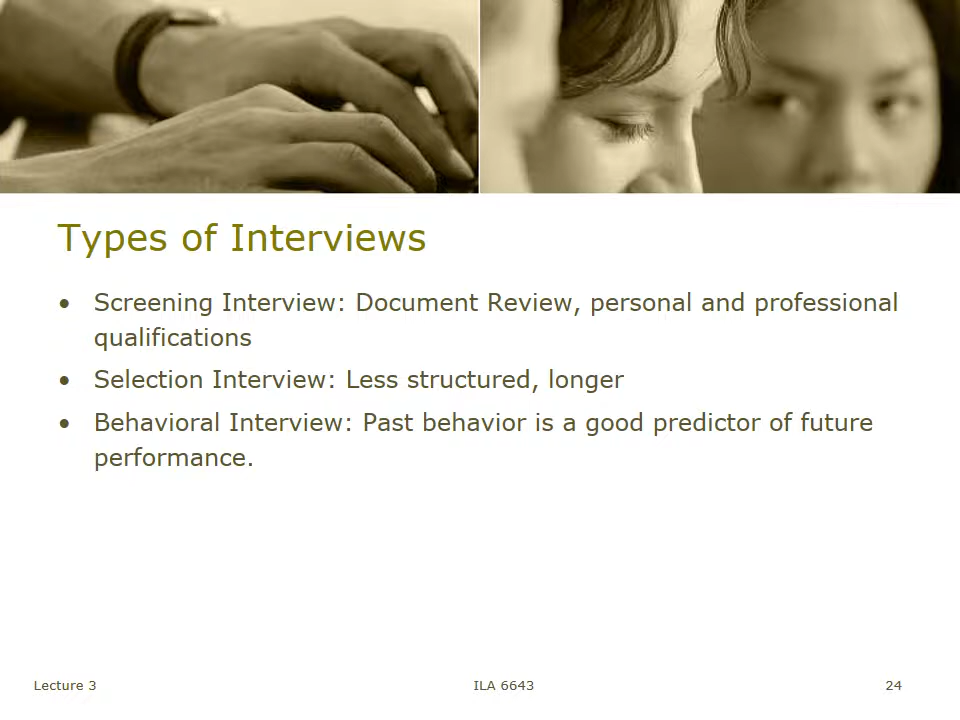 Types of Interviews
• Screening Interview: Document Review, personal and professional
qualifications
• Selection Interview: Less structured, longer
• Behavioral Interview: Past behavior is a good predictor of future
performance.
Lecture 3
ILA 6643
24